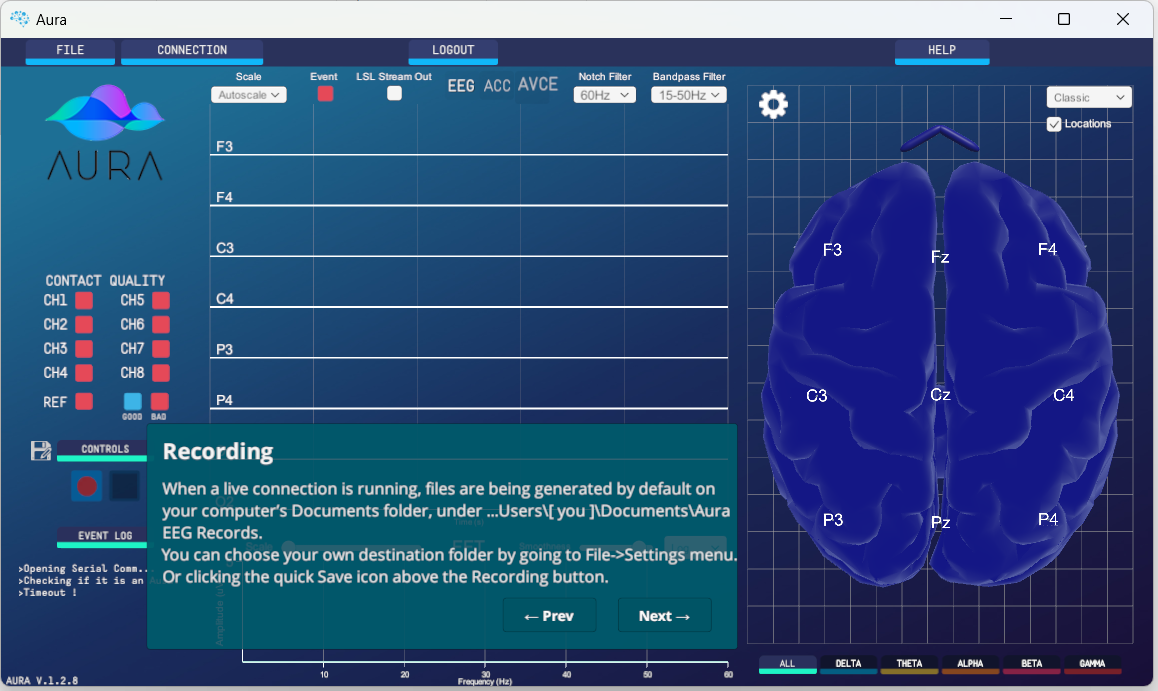 Aura
FILE
CONNECTION
LOGOUT
HELP
AURA
Scale
Autoscale
Event
LSL Stream Out
EEG ACC AVCE
Notch Filter
60Hz
Bandpass Filter
15-50Hz
Classic
Locations
F3
F4
C3
C4
P3
P4
CONTACT QUALITY
CH1 CH5
CH2 CH6
CH3 CH7
CH4 CH8
REF
GOOD BAD
CONTROLS
EVENT LOG
>Opening Serial Comm..
>Checking if it is an
>Timeout !
Recording
When a live connection is running, files are being generated by default on
your computer's Documents folder, under ...Users\[ you ]\Documents\Aura
EEG Records.
You can choose your own destination folder by going to File->Settings menu.
Or clicking the quick Save icon above the Recording button.
← Prev
Next →
Time (s)
FFT
Amplitude (u
10 20 30 40 50 60
Frequency (Hz)
F3 Fz F4
C3 Cz C4
P3 Pz P4
ALL DELTA THETA ALPHA BETA GAMMA
AURA V.1.2.8